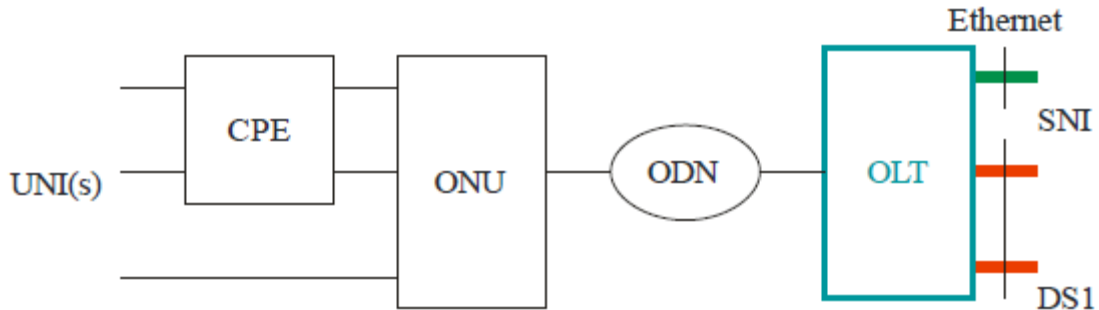 Ethernet
CPE
SNI
UNI(s)
ONU
ODN
OLT
DS1